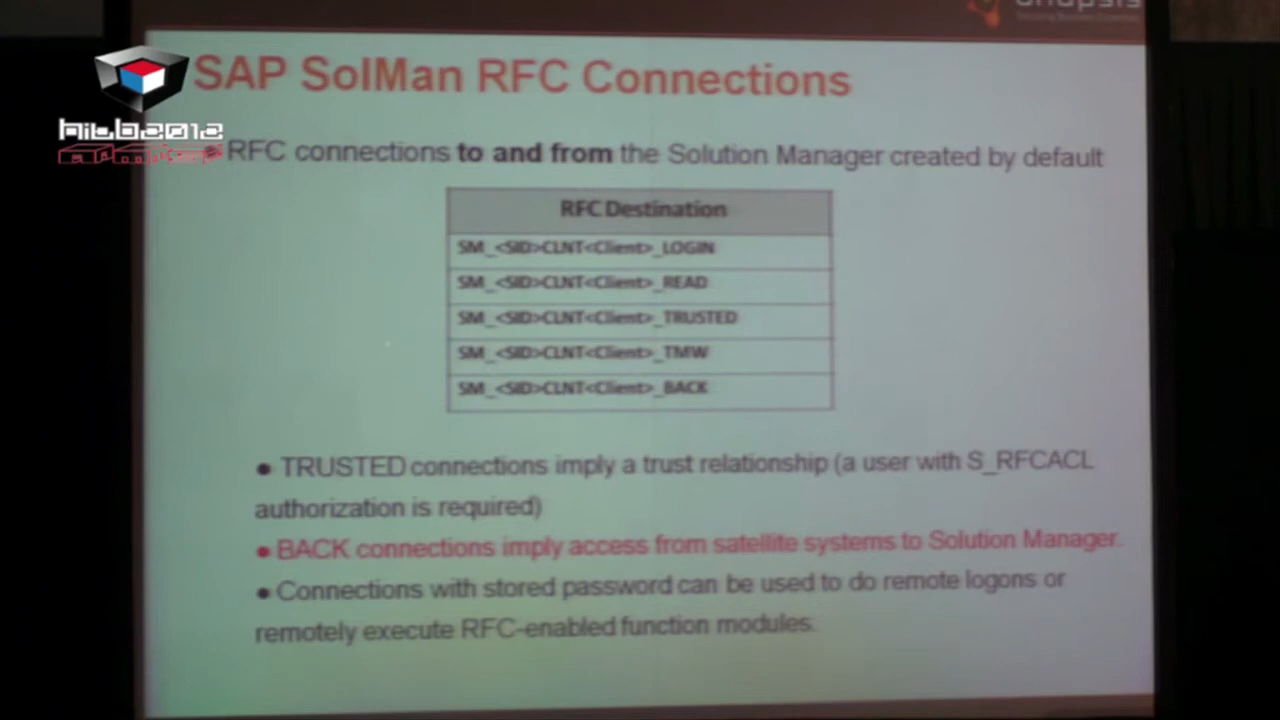 SAP SolMan RFC Connections
hitb2012
RFC connections to and from the Solution Manager created by default
RFC Destination
SM_<SID>CLNT<Client>_LOGIN
SM_<SID>CLNT<Client>_READ
SM_<SID>CLNT<Client>_TRUSTED
SM_<SID>CLNT<Client>_TMW
SM_<SID>CLNT<Client>_BACK
● TRUSTED connections imply a trust relationship (a user with S_RFCACL
authorization is required)
● BACK connections imply access from satellite systems to Solution Manager.
● Connections with stored password can be used to do remote logons or
remotely execute RFC-enabled function modules.